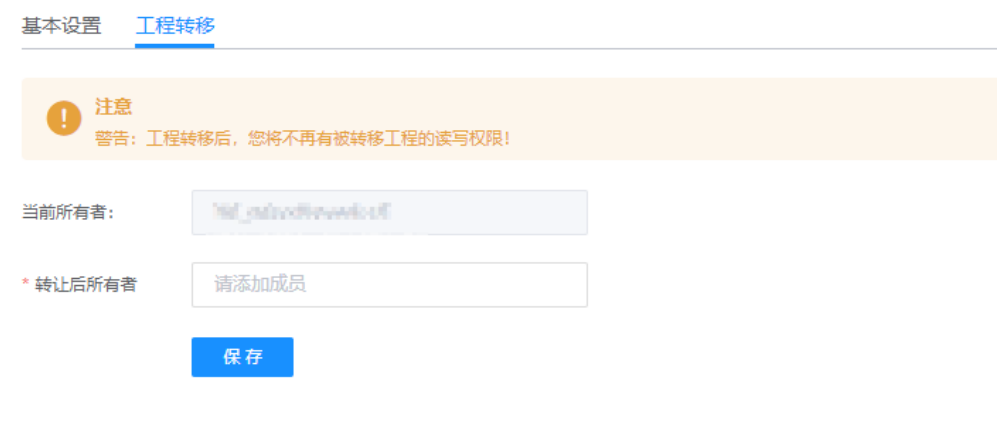 基本设置 工程转移
注意
警告：工程转移后，您将不再有被转移工程的读写权限！
当前所有者：
* 转让后所有者 请添加成员
保存